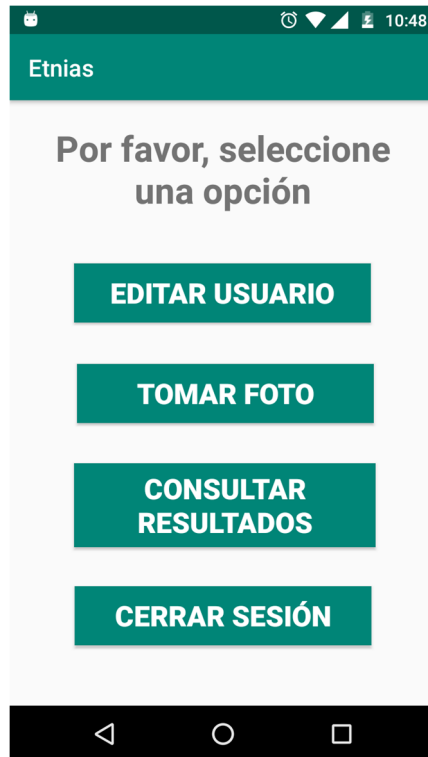 10:48
Etnias
Por favor, seleccione
una opción
EDITAR USUARIO
TOMAR FOTO
CONSULTAR
RESULTADOS
CERRAR SESIÓN